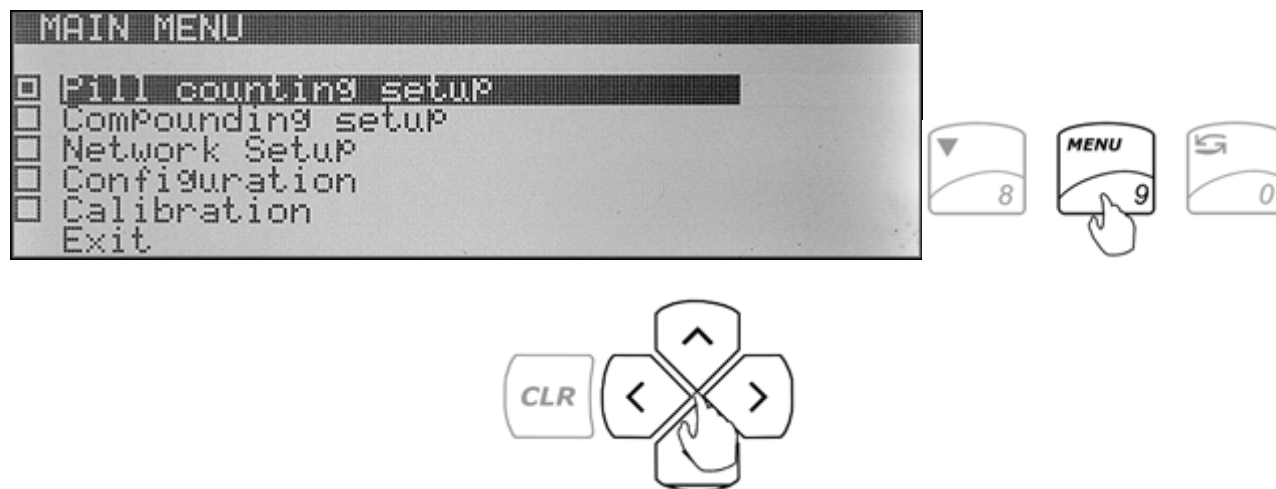 MAIN MENU
Pill counting setup
Compounding setup
Network Setup
Configuration
Calibration
Exit
8
MENU
9
0
CLR